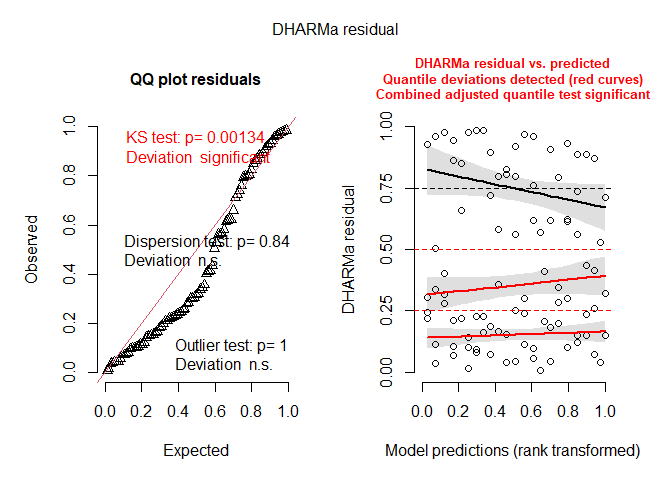 DHARMa residual
QQ plot residuals
KS test: p= 0.00134
Deviation significant
Dispersion test: p= 0.84
Deviation n.s.
Outlier test: p= 1
Deviation n.s.
Observed
0.0 0.2 0.4 0.6 0.8 1.0
0.0 0.2 0.4 0.6 0.8 1.0
Expected
DHARMa residual vs. predicted
Quantile deviations detected (red curves)
Combined adjusted quantile test significant
DHARMa residual
0.00 0.25 0.50 0.75 1.00
0.0 0.2 0.4 0.6 0.8 1.0
Model predictions (rank transformed)